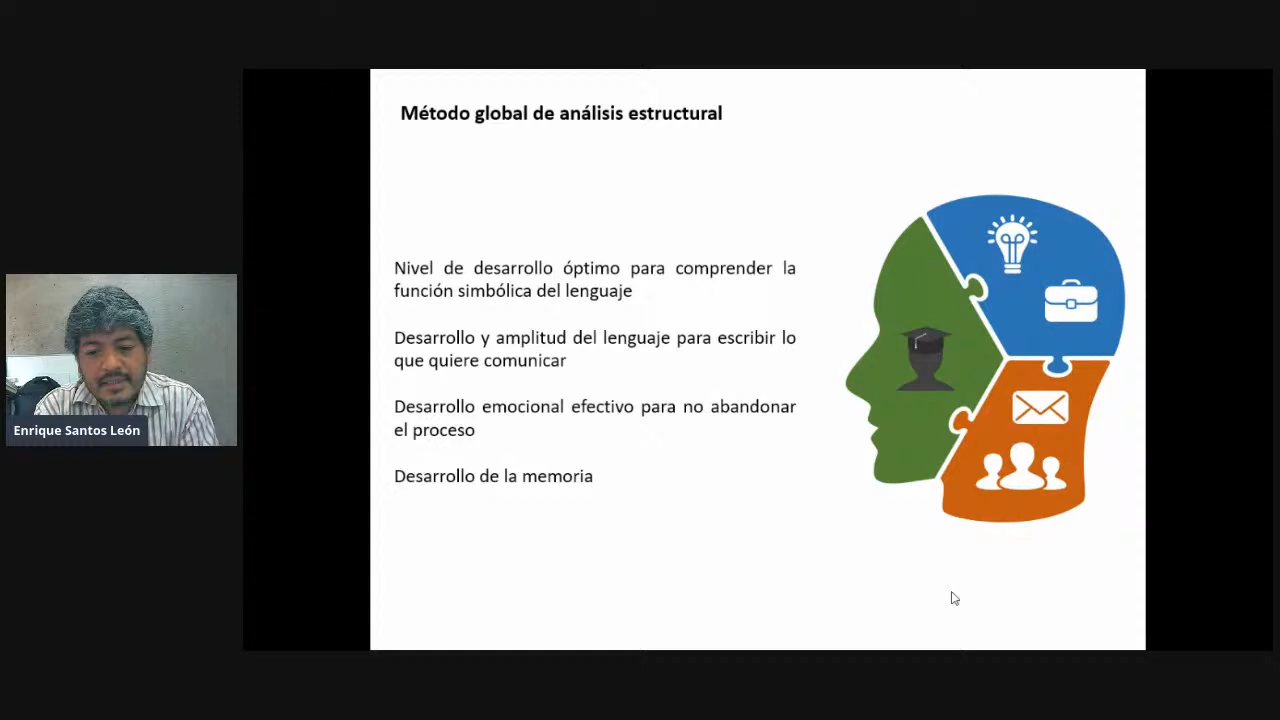 Método global de análisis estructural
Nivel de desarrollo óptimo para comprender la
función simbólica del lenguaje
Desarrollo y amplitud del lenguaje para escribir lo
que quiere comunicar
Desarrollo emocional efectivo para no abandonar
el proceso
Desarrollo de la memoria
Enrique Santos León